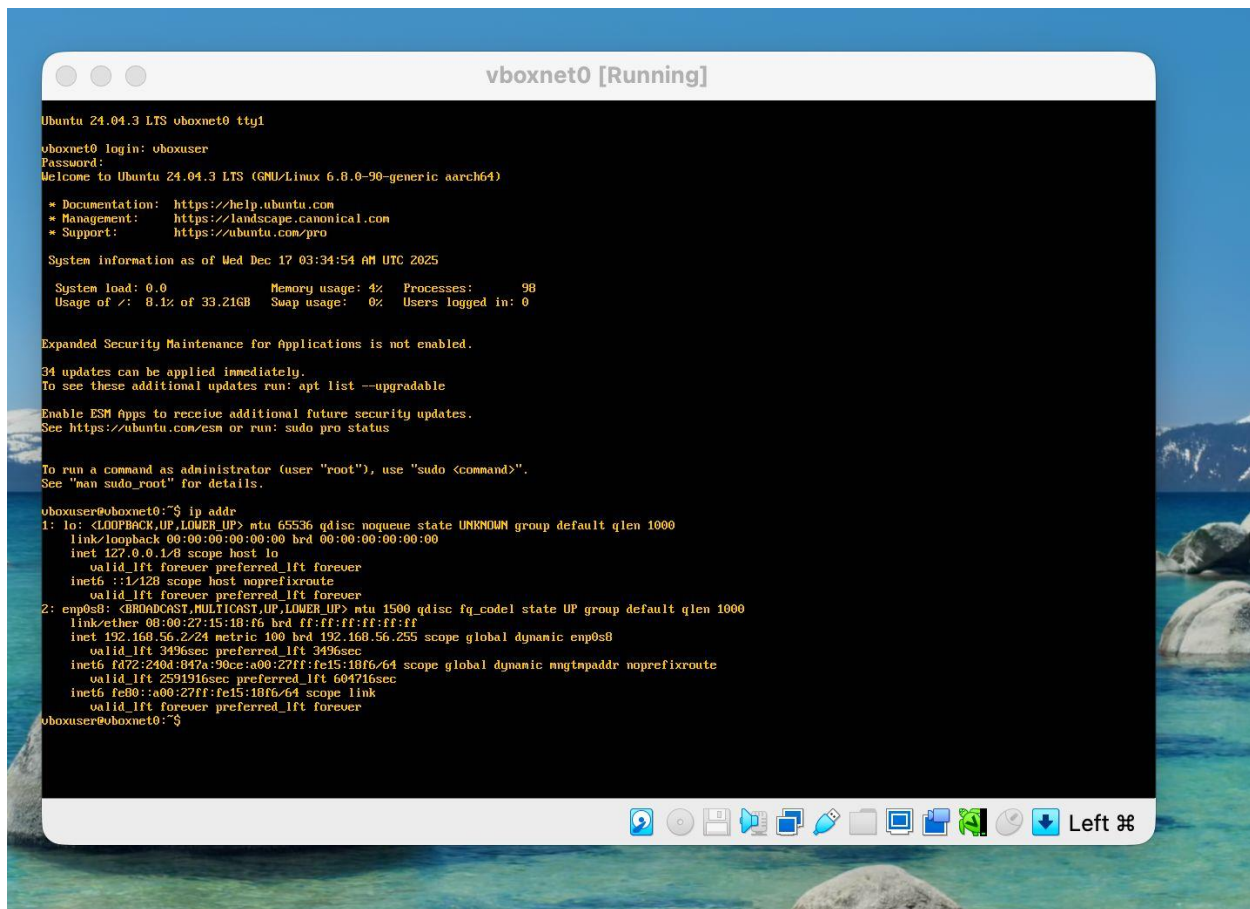 vboxnet0 [Running]
Ubuntu 24.04.3 LTS vboxnet0 tty1
vboxnet0 login: vboxuser
Password:
Welcome to Ubuntu 24.04.3 LTS (GNU/Linux 6.8.0-90-generic aarch64)
* Documentation:  https://help.ubuntu.com
* Management:     https://landscape.canonical.com
* Support:        https://ubuntu.com/pro
System information as of Wed Dec 17 03:34:54 AM UTC 2025
System load: 0.0               Memory usage: 4%   Processes:       98
Usage of /:  8.1% of 33.21GB   Swap usage:   0%   Users logged in: 0
Expanded Security Maintenance for Applications is not enabled.
34 updates can be applied immediately.
To see these additional updates run: apt list --upgradable
Enable ESM Apps to receive additional future security updates.
See https://ubuntu.com/esm or run: sudo pro status
To run a command as administrator (user "root"), use "sudo <command>".
See "man sudo_root" for details.
vboxuser@vboxnet0:~$ ip addr
1: lo: <LOOPBACK,UP,LOWER_UP> mtu 65536 qdisc noqueue state UNKNOWN group default qlen 1000
link/loopback 00:00:00:00:00:00 brd 00:00:00:00:00:00
inet 127.0.0.1/8 scope host lo
valid_lft forever preferred_lft forever
inet6 ::1/128 scope host noprefixroute
valid_lft forever preferred_lft forever
2: enp0s8: <BROADCAST,MULTICAST,UP,LOWER_UP> mtu 1500 qdisc fq_codel state UP group default qlen 1000
link/ether 08:00:27:15:18:f6 brd ff:ff:ff:ff:ff:ff
inet 192.168.56.2/24 metric 100 brd 192.168.56.255 scope global dynamic enp0s8
valid_lft 3496sec preferred_lft 3496sec
inet6 fd72:240d:847a:90ce:a00:27ff:fe15:18f6/64 scope global dynamic mngtmpaddr noprefixroute
valid_lft 2591916sec preferred_lft 604716sec
inet6 fe80::a00:27ff:fe15:18f6/64 scope link
valid_lft forever preferred_lft forever
vboxuser@vboxnet0:~$
Left ⌘